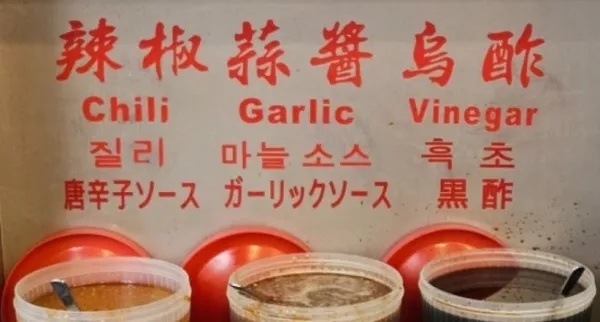 辣椒 蒜醬 烏酢
Chili Garlic Vinegar
질리 마늘 소스 흑초
唐辛子ソース ガーリックソース 黒酢